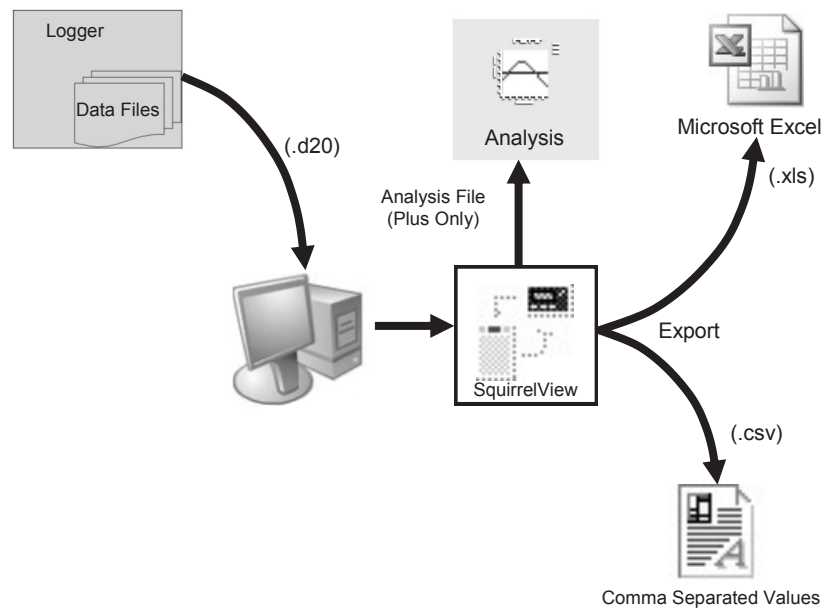 Logger
Data Files
(.d20)
Analysis
Analysis File
(Plus Only)
Microsoft Excel
(.xls)
SquirrelView
Export
(.csv)
Comma Separated Values